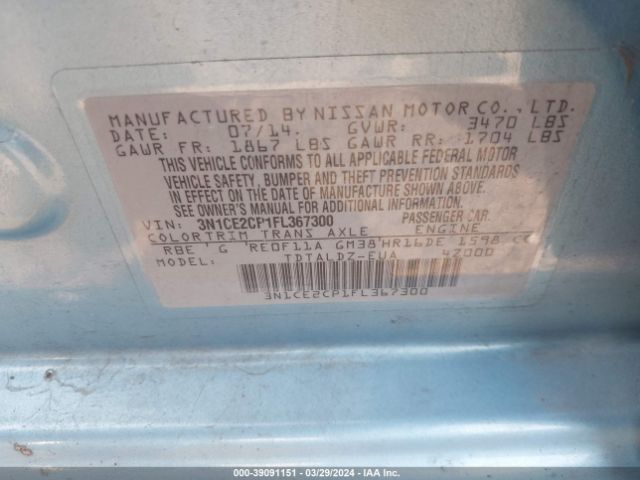 MANUFACTURED BY NISSAN MOTOR CO., LTD.
DATE: 07/14. GVWR: 3470 LBS
GAWR FR: 1867 LBS GAWR RR: 1704 LBS
THIS VEHICLE CONFORMS TO ALL APPLICABLE FEDERAL MOTOR
VEHICLE SAFETY, BUMPER AND THEFT PREVENTION STANDARDS
IN EFFECT ON THE DATE OF MANUFACTURE SHOWN ABOVE.
SEE OWNER'S MANUAL FOR ADDITIONAL INFORMATION.
VIN: 3N1CE2CP1FL367300 PASSENGER CAR
COLOR TRIM TRANS AXLE ENGINE
RBE G RE0F11A GM38 HR16DE 1598 CC
MODEL: TDTALDZ-EUA 4Z000
3N1CE2CP1FL367300
000-39091151 - 03/29/2024 - IAA Inc.